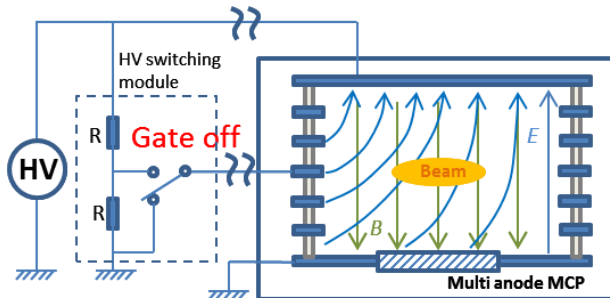 HV switching
module
R
Gate off
HV
R
E
Beam
B
Multi anode MCP